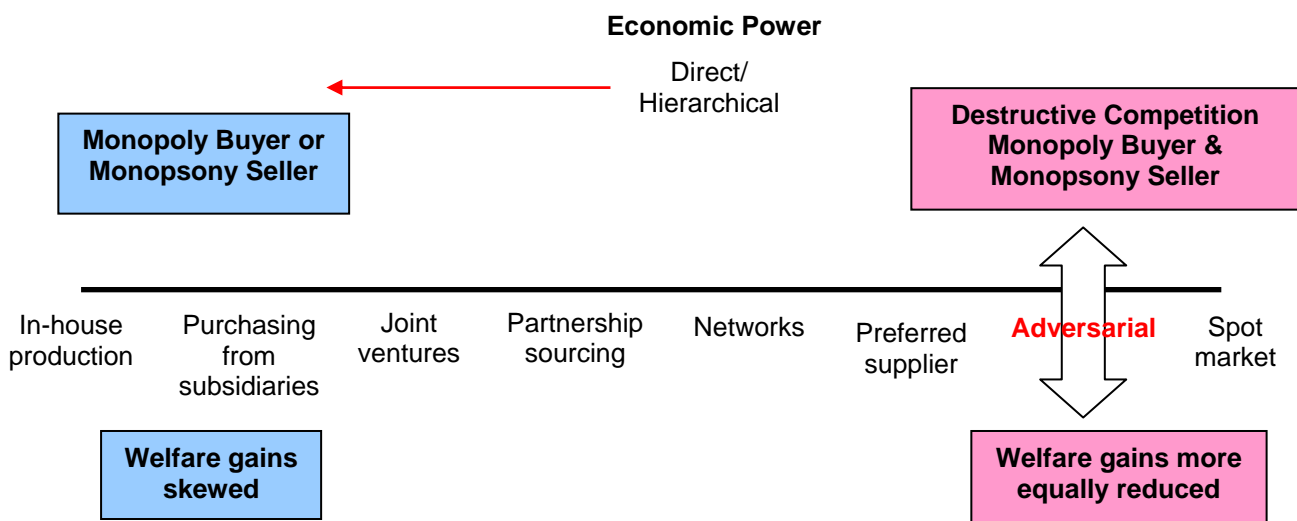 Economic Power
Direct/
Hierarchical
Monopoly Buyer or
Monopsony Seller
Destructive Competition
Monopoly Buyer &
Monopsony Seller
In-house
production
Purchasing
from
subsidiaries
Joint
ventures
Partnership
sourcing
Networks
Preferred
supplier
Adversarial
Spot
market
Welfare gains
skewed
Welfare gains more
equally reduced